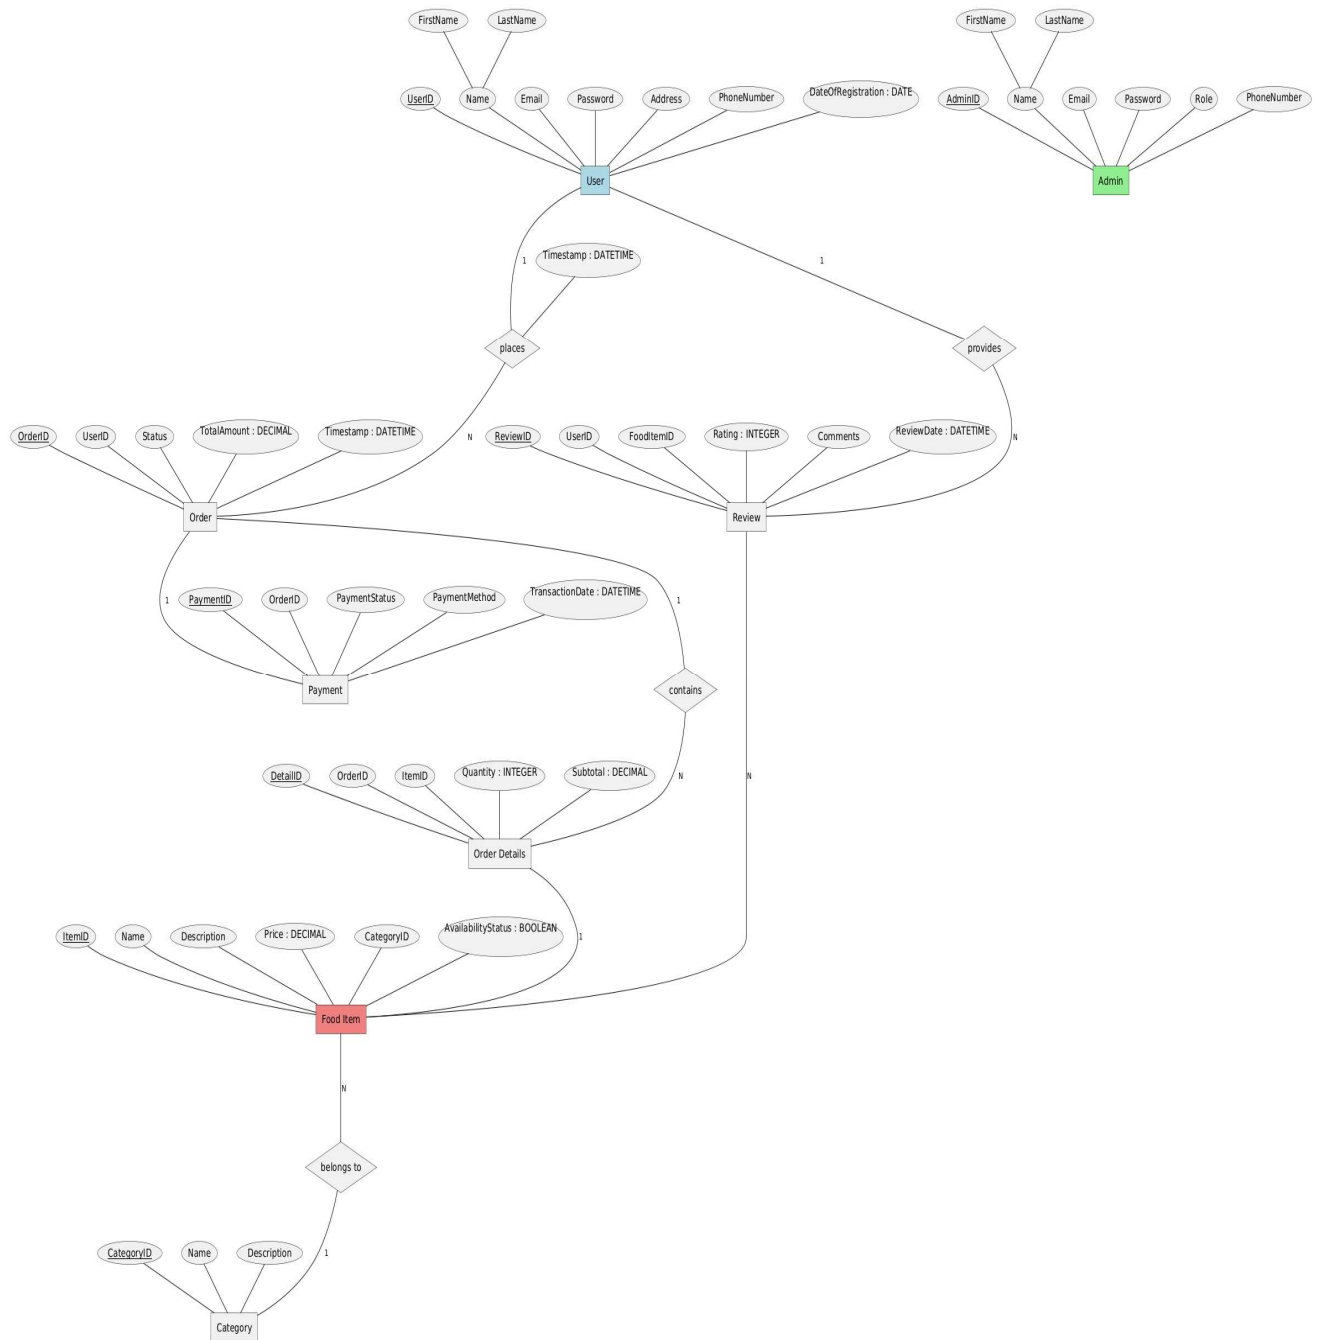 FirstName
LastName
FirstName
LastName
UserID
Name
Email
Password
Address
PhoneNumber
DateOfRegistration : DATE
AdminID
Name
Email
Password
Role
PhoneNumber
User
Admin
1
Timestamp : DATETIME
1
places
provides
OrderID
UserID
Status
TotalAmount : DECIMAL
Timestamp : DATETIME
N
ReviewID
UserID
FoodItemID
Rating : INTEGER
Comments
ReviewDate : DATETIME
N
Order
Review
1
PaymentID
OrderID
PaymentStatus
PaymentMethod
TransactionDate : DATETIME
1
Payment
contains
DetailID
OrderID
ItemID
Quantity : INTEGER
Subtotal : DECIMAL
N
N
Order Details
ItemID
Name
Description
Price : DECIMAL
CategoryID
AvailabilityStatus : BOOLEAN
1
Food Item
N
belongs to
CategoryID
Name
Description
1
Category